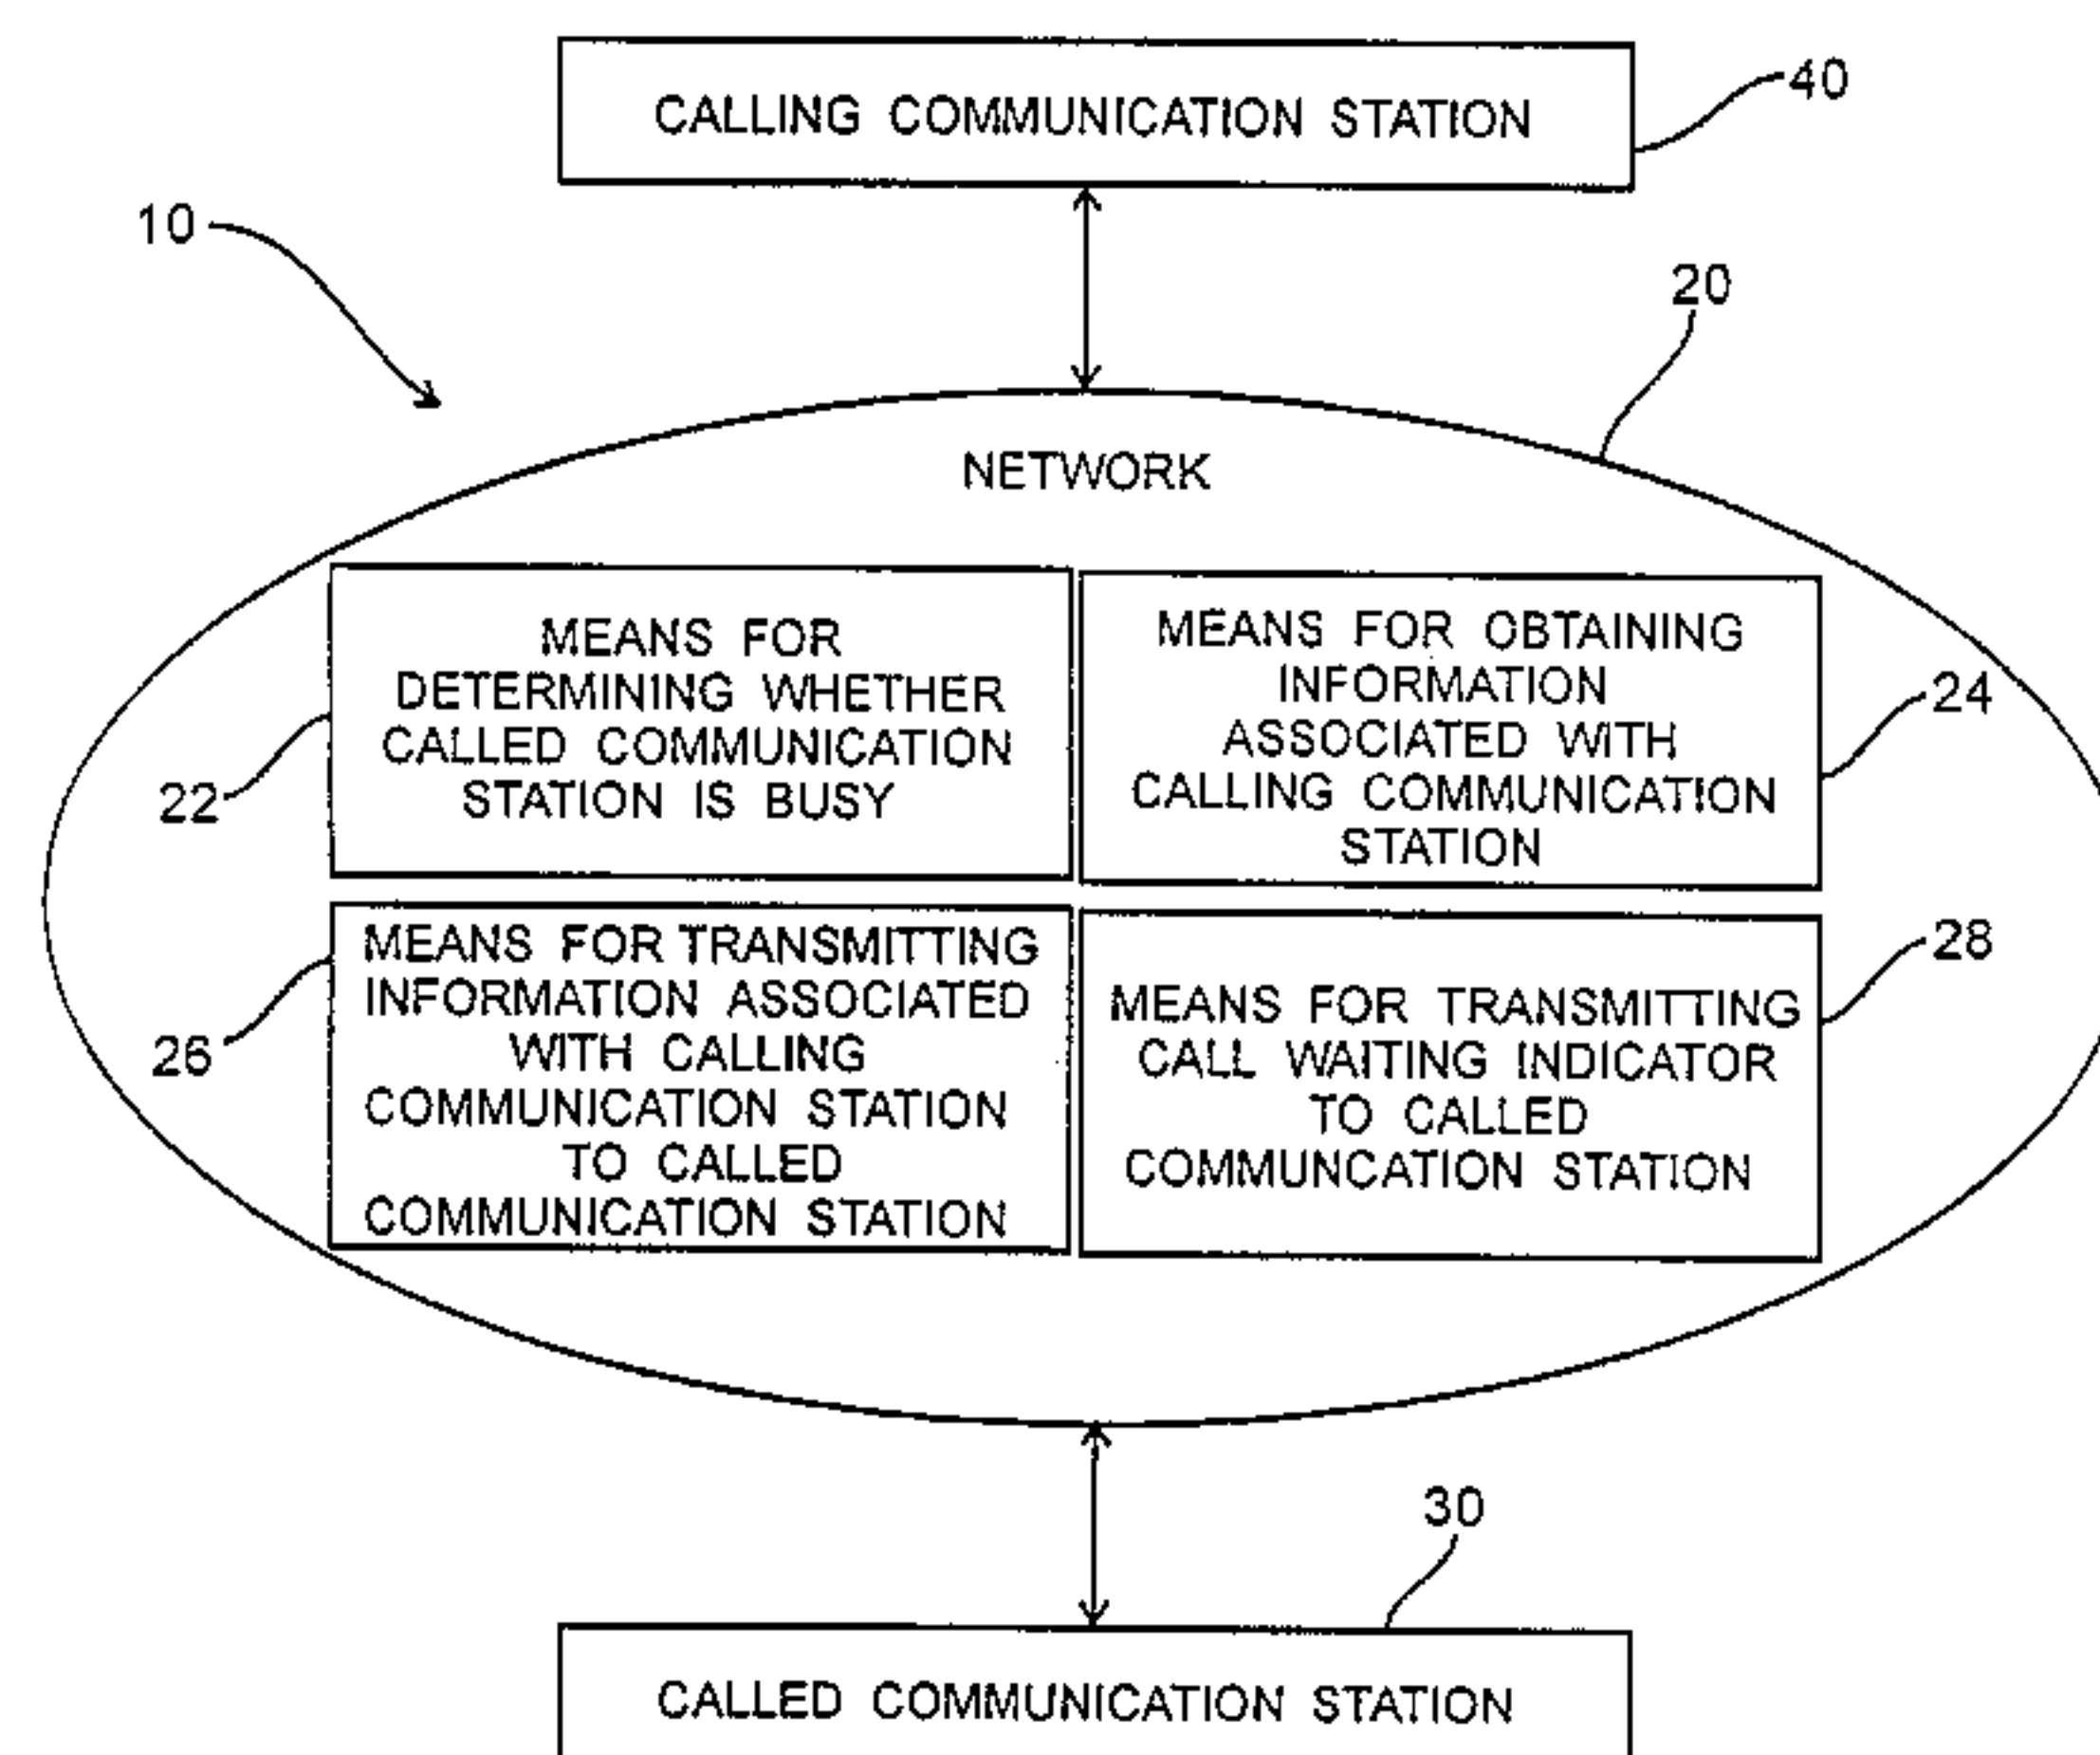 CALLING COMMUNICATION STATION
40
10
20
NETWORK
MEANS FOR
DETERMINING WHETHER
CALLED COMMUNICATION
STATION IS BUSY
22
MEANS FOR OBTAINING
INFORMATION
ASSOCIATED WITH
CALLING COMMUNICATION
STATION
24
MEANS FOR TRANSMITTING
INFORMATION ASSOCIATED
WITH CALLING
COMMUNICATION STATION
TO CALLED
COMMUNICATION STATION
26
MEANS FOR TRANSMITTING
CALL WAITING INDICATOR
TO CALLED
COMMUNCATION STATION
28
30
CALLED COMMUNICATION STATION